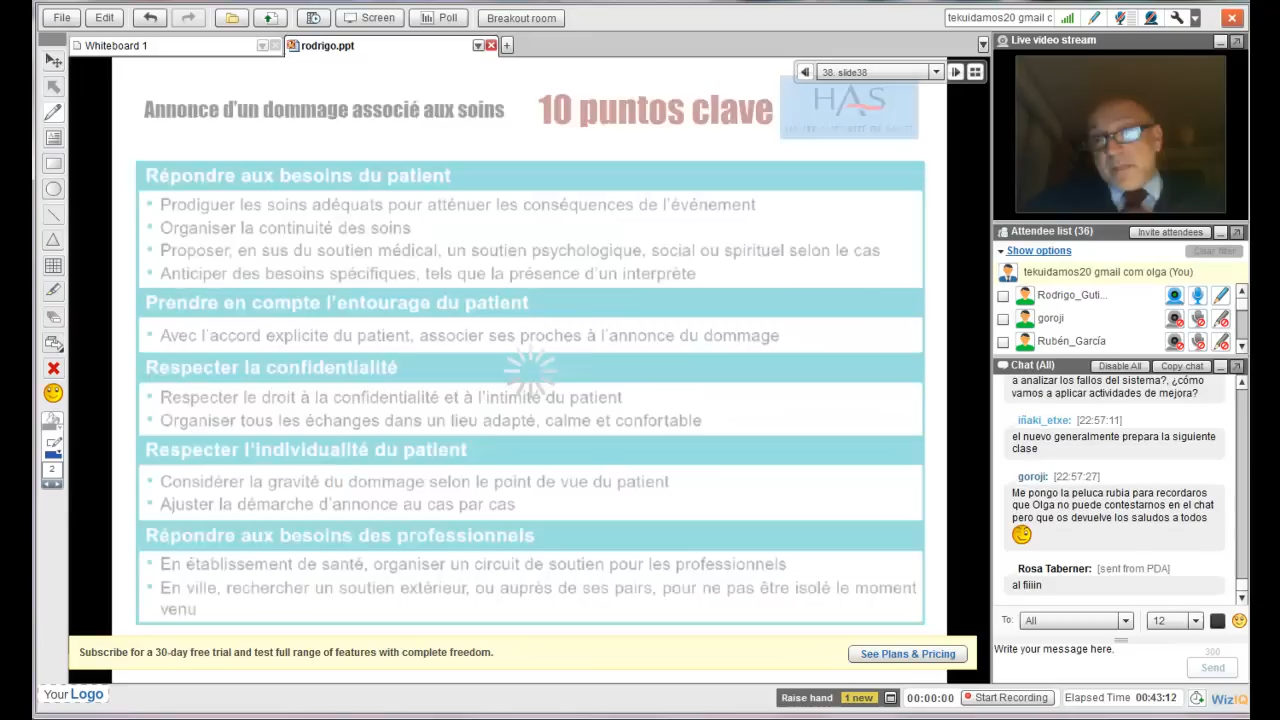 File
Edit
Screen
Poll
Breakout room
tekuidamos20 gmail c
Whiteboard 1
rodrigo.ppt
38. slide38
Annonce d'un dommage associé aux soins
10 puntos clave
HAS
Répondre aux besoins du patient
• Prodiguer les soins adéquats pour atténuer les conséquences de l'événement
• Organiser la continuité des soins
• Proposer, en sus du soutien médical, un soutien psychologique, social ou spirituel selon le cas
• Anticiper des besoins spécifiques, tels que la présence d'un interprète
Prendre en compte l'entourage du patient
• Avec l'accord explicite du patient, associer ses proches à l'annonce du dommage
Respecter la confidentialité
• Respecter le droit à la confidentialité et à l'intimité du patient
• Organiser tous les échanges dans un lieu adapté, calme et confortable
Respecter l'individualité du patient
• Considérer la gravité du dommage selon le point de vue du patient
• Ajuster la démarche d'annonce au cas par cas
Répondre aux besoins des professionnels
• En établissement de santé, organiser un circuit de soutien pour les professionnels
• En ville, rechercher un soutien extérieur, ou auprès de ses pairs, pour ne pas être isolé le moment
venu
2
Subscribe for a 30-day free trial and test full range of features with complete freedom.
See Plans & Pricing
Your Logo
Raise hand
1 new
00:00:00
Start Recording
Elapsed Time 00:43:12
WizIQ
Live video stream
Attendee list (36)
Invite attendees
Show options
Clear filter
tekuidamos20 gmail com olga (You)
Rodrigo_Guti...
goroji
Rubén_García
Chat (All)
Disable All
Copy chat
a analizar los fallos del sistema?, ¿cómo
vamos a aplicar actividades de mejora?
iñaki_etxe: [22:57:11]
el nuevo generalmente prepara la siguiente
clase
goroji: [22:57:27]
Me pongo la peluca rubia para recordaros
que Olga no puede contestarnos en el chat
pero que os devuelve los saludos a todos
Rosa Taberner: [sent from PDA]
al fiiiin
To:
All
12
Write your message here.
300
Send